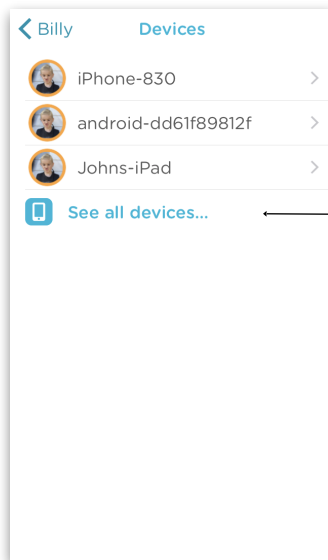 Billy Devices
iPhone-830
android-dd61f89812f
Johns-iPad
See all devices...